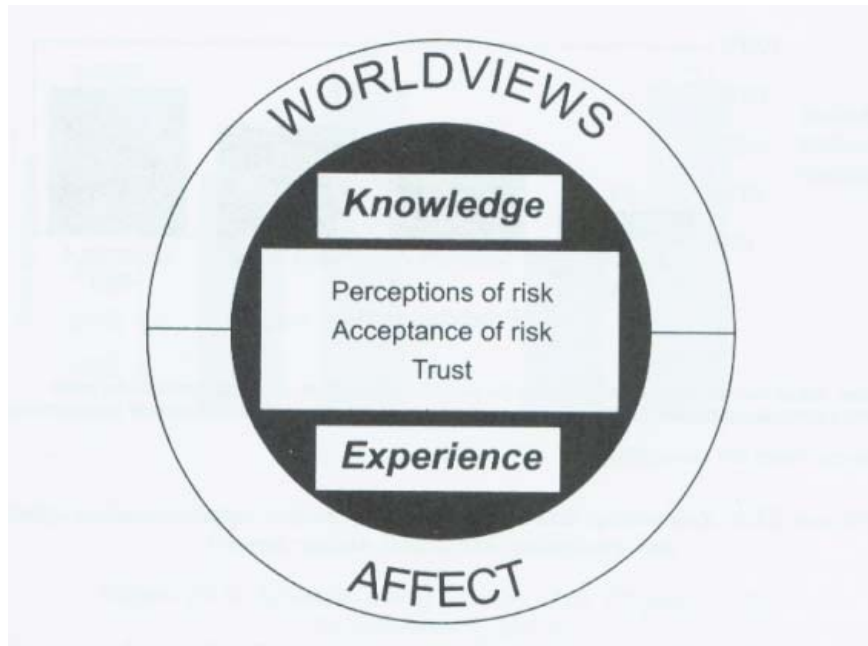 WORLDVIEWS
Knowledge
Perceptions of risk
Acceptance of risk
Trust
Experience
AFFECT